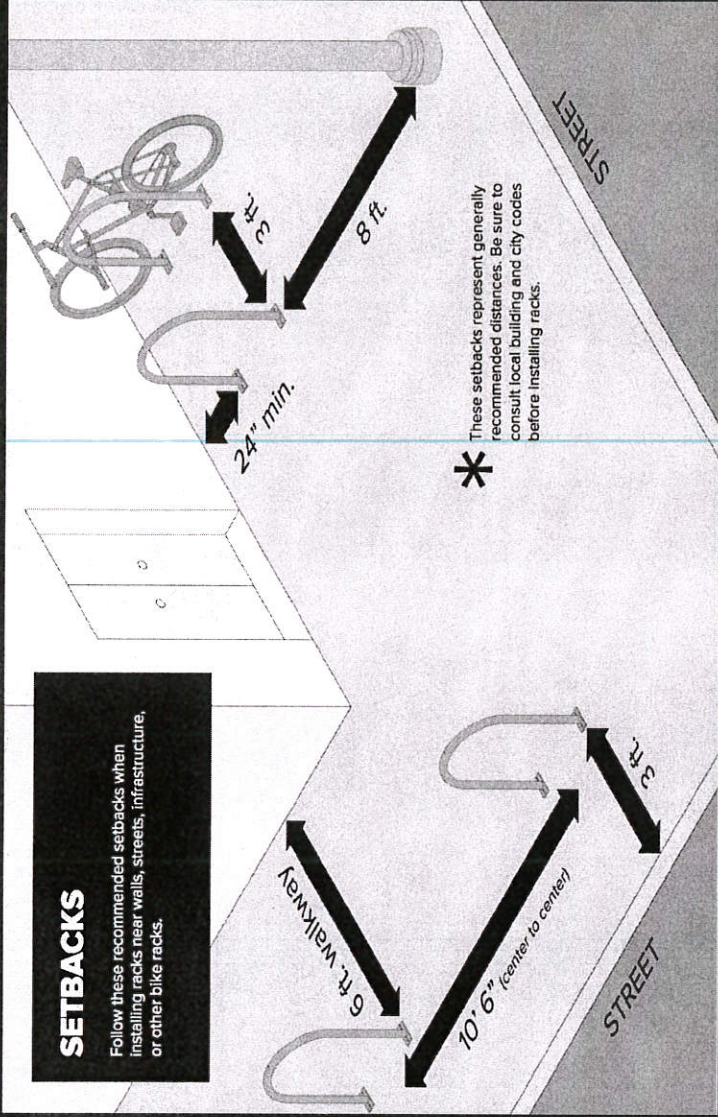 SETBACKS
Follow these recommended setbacks when
installing racks near walls, streets, infrastructure,
or other bike racks.
6 ft. walkway
10' 6" (center to center)
3 ft.
STREET
24" min.
3 ft.
8 ft.
* These setbacks represent generally
recommended distances. Be sure to
consult local building and city codes
before installing racks.
STREET